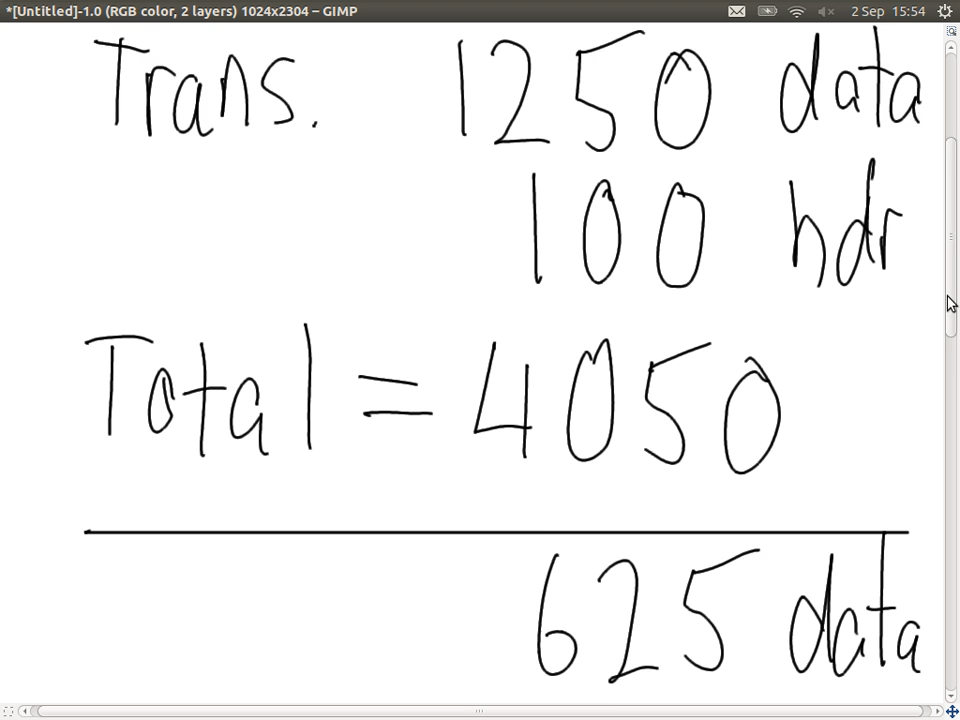 *[Untitled]-1.0 (RGB color, 2 layers) 1024x2304 – GIMP 2 Sep 15:54
Trans. 1250 data
100 hdr
Total = 4050
625 data